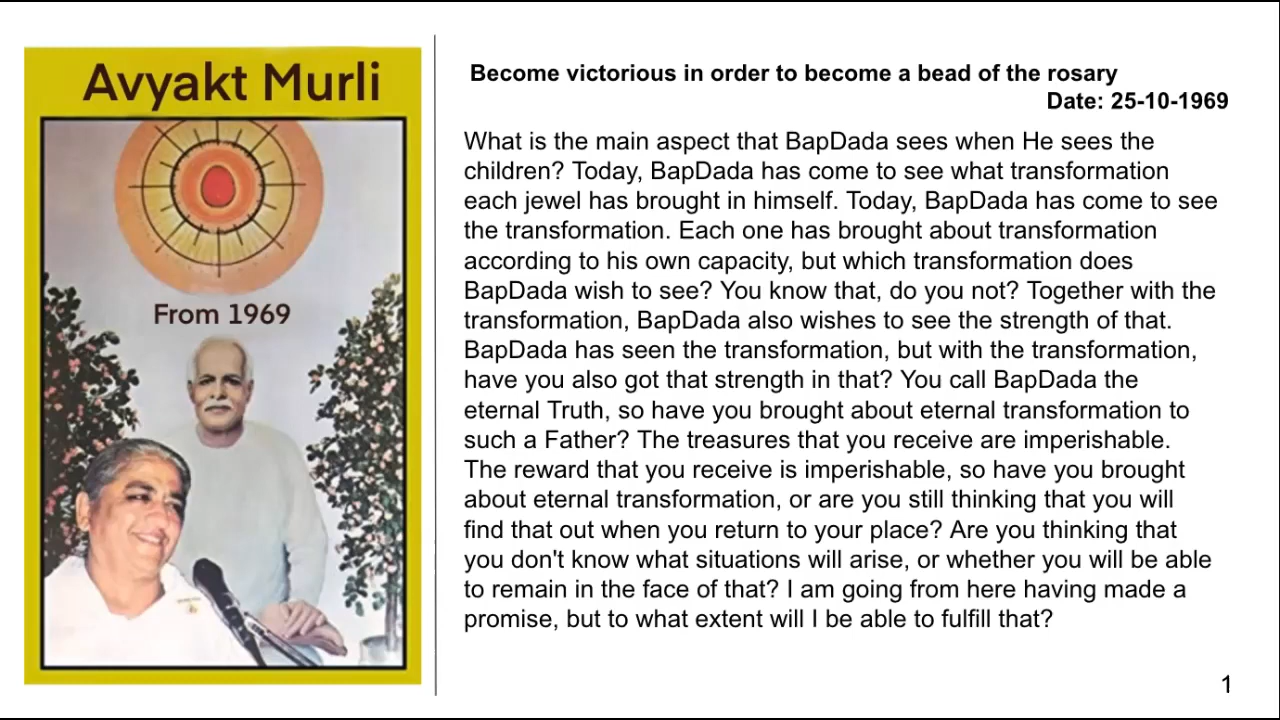 Avyakt Murli
From 1969
Become victorious in order to become a bead of the rosary
Date: 25-10-1969
What is the main aspect that BapDada sees when He sees the
children? Today, BapDada has come to see what transformation
each jewel has brought in himself. Today, BapDada has come to see
the transformation. Each one has brought about transformation
according to his own capacity, but which transformation does
BapDada wish to see? You know that, do you not? Together with the
transformation, BapDada also wishes to see the strength of that.
BapDada has seen the transformation, but with the transformation,
have you also got that strength in that? You call BapDada the
eternal Truth, so have you brought about eternal transformation to
such a Father? The treasures that you receive are imperishable.
The reward that you receive is imperishable, so have you brought
about eternal transformation, or are you still thinking that you will
find that out when you return to your place? Are you thinking that
you don't know what situations will arise, or whether you will be able
to remain in the face of that? I am going from here having made a
promise, but to what extent will I be able to fulfill that?
1